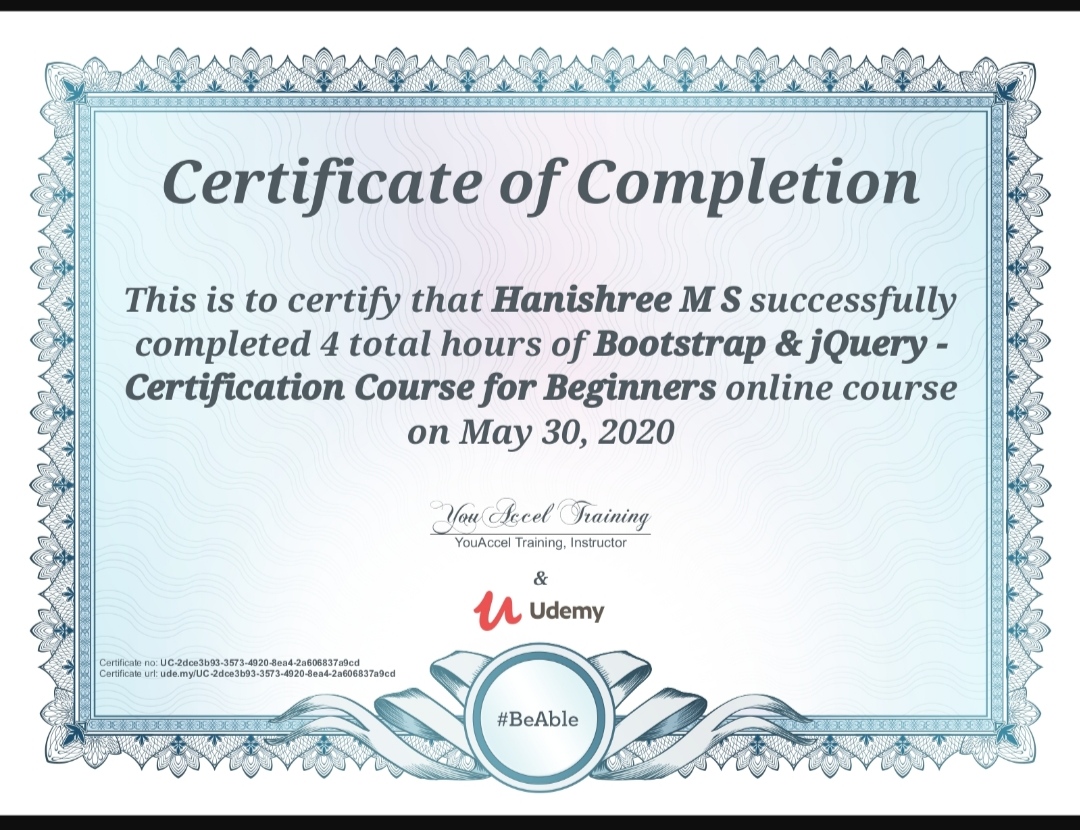 Certificate of Completion
This is to certify that Hanishree M S successfully
completed 4 total hours of Bootstrap & jQuery -
Certification Course for Beginners online course
on May 30, 2020
YouAccel Training
YouAccel Training, Instructor
&
Udemy
Certificate no: UC-2dce3b93-3573-4920-8ea4-2a606837a9cd
Certificate url: ude.my/UC-2dce3b93-3573-4920-8ea4-2a606837a9cd
#BeAble